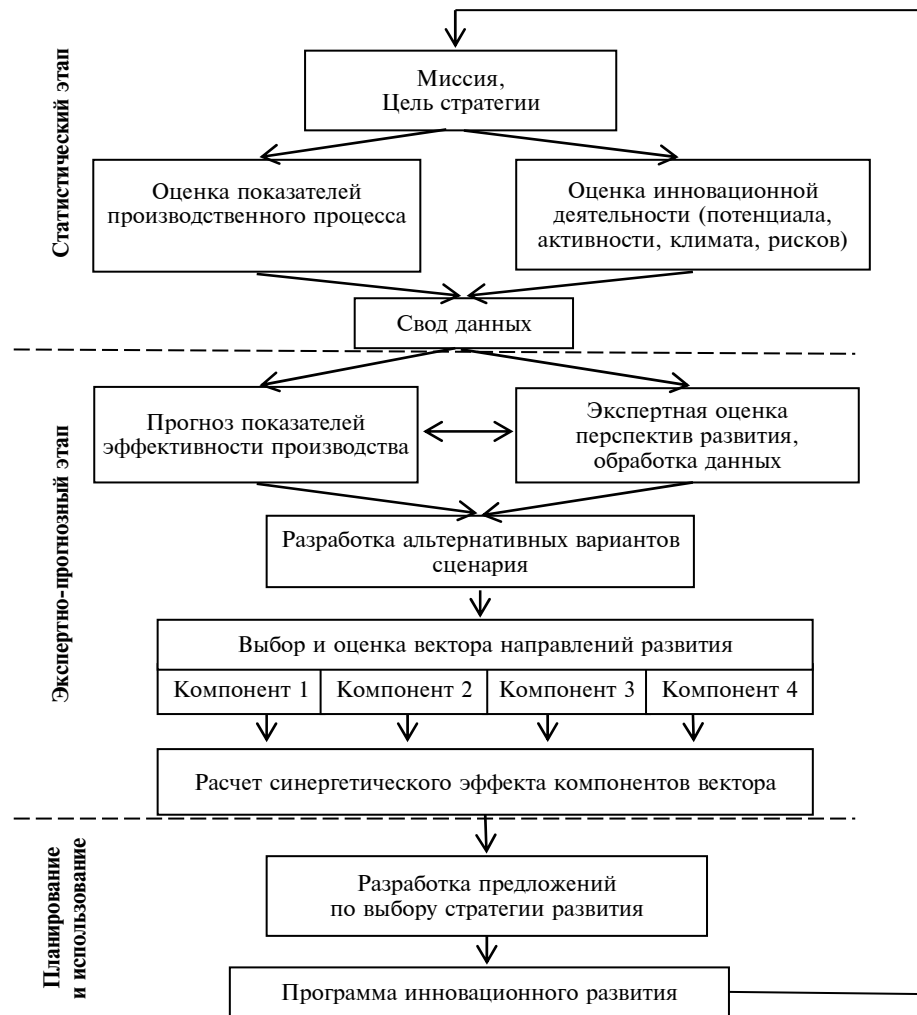 Статистический этап
Миссия,
Цель стратегии
Оценка показателей
производственного процесса
Оценка инновационной
деятельности (потенциала,
активности, климата, рисков)
Свод данных
Экспертно-прогнозный этап
Прогноз показателей
эффективности производства
Экспертная оценка
перспектив развития,
обработка данных
Разработка альтернативных вариантов
сценария
Выбор и оценка вектора направлений развития
Компонент 1
Компонент 2
Компонент 3
Компонент 4
Расчет синергетического эффекта компонентов вектора
Планирование
и использование
Разработка предложений
по выбору стратегии развития
Программа инновационного развития